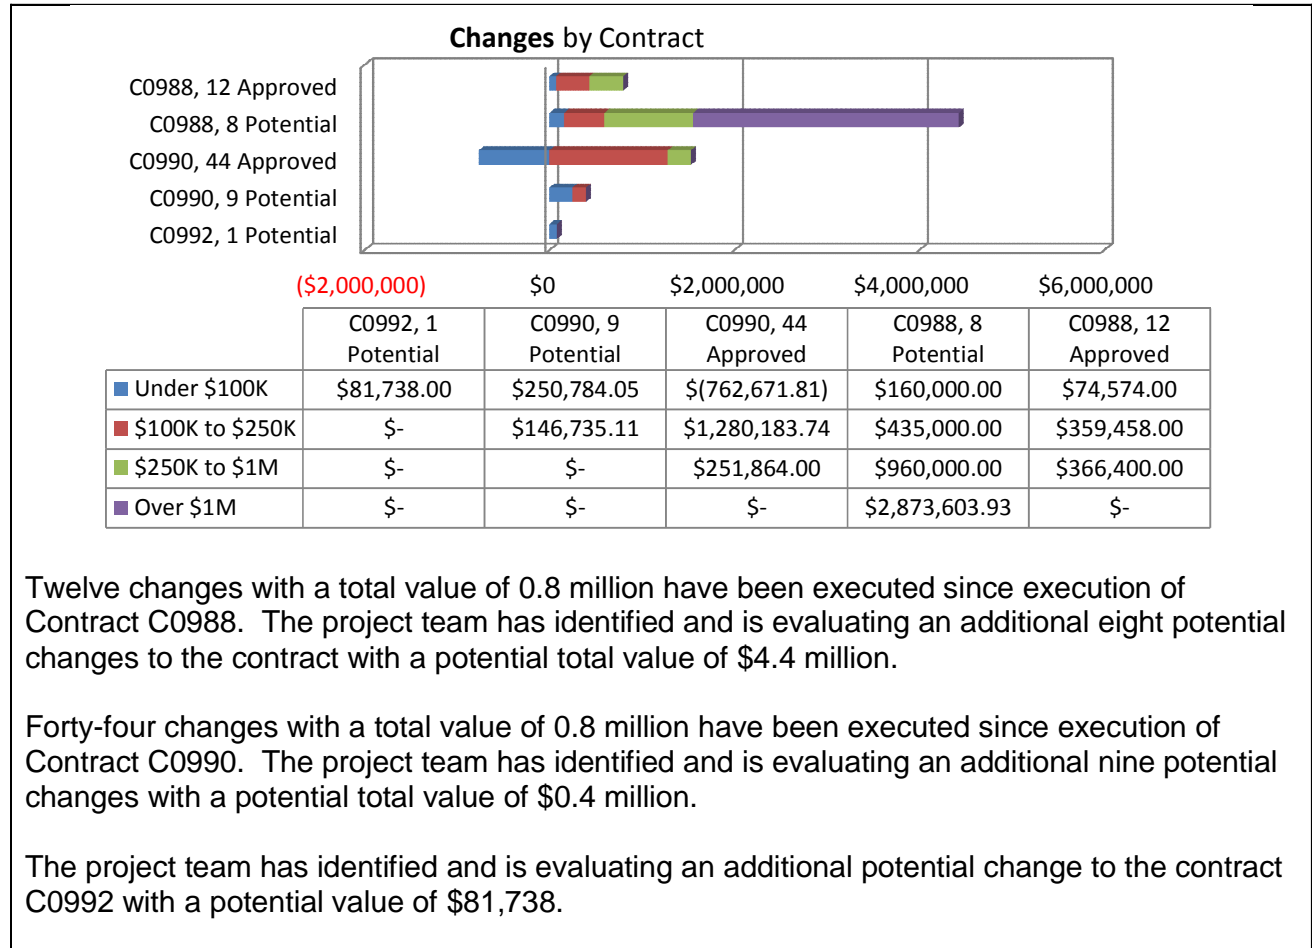 Changes by Contract
C0988, 12 Approved
C0988, 8 Potential
C0990, 44 Approved
C0990, 9 Potential
C0992, 1 Potential
($2,000,000) $0 $2,000,000 $4,000,000 $6,000,000
C0992, 1 Potential C0990, 9 Potential C0990, 44 Approved C0988, 8 Potential C0988, 12 Approved
Under $100K $81,738.00 $250,784.05 $(762,671.81) $160,000.00 $74,574.00
$100K to $250K $- $146,735.11 $1,280,183.74 $435,000.00 $359,458.00
$250K to $1M $- $- $251,864.00 $960,000.00 $366,400.00
Over $1M $- $- $- $2,873,603.93 $-
Twelve changes with a total value of 0.8 million have been executed since execution of
Contract C0988. The project team has identified and is evaluating an additional eight potential
changes to the contract with a potential total value of $4.4 million.
Forty-four changes with a total value of 0.8 million have been executed since execution of
Contract C0990. The project team has identified and is evaluating an additional nine potential
changes with a potential total value of $0.4 million.
The project team has identified and is evaluating an additional potential change to the contract
C0992 with a potential value of $81,738.